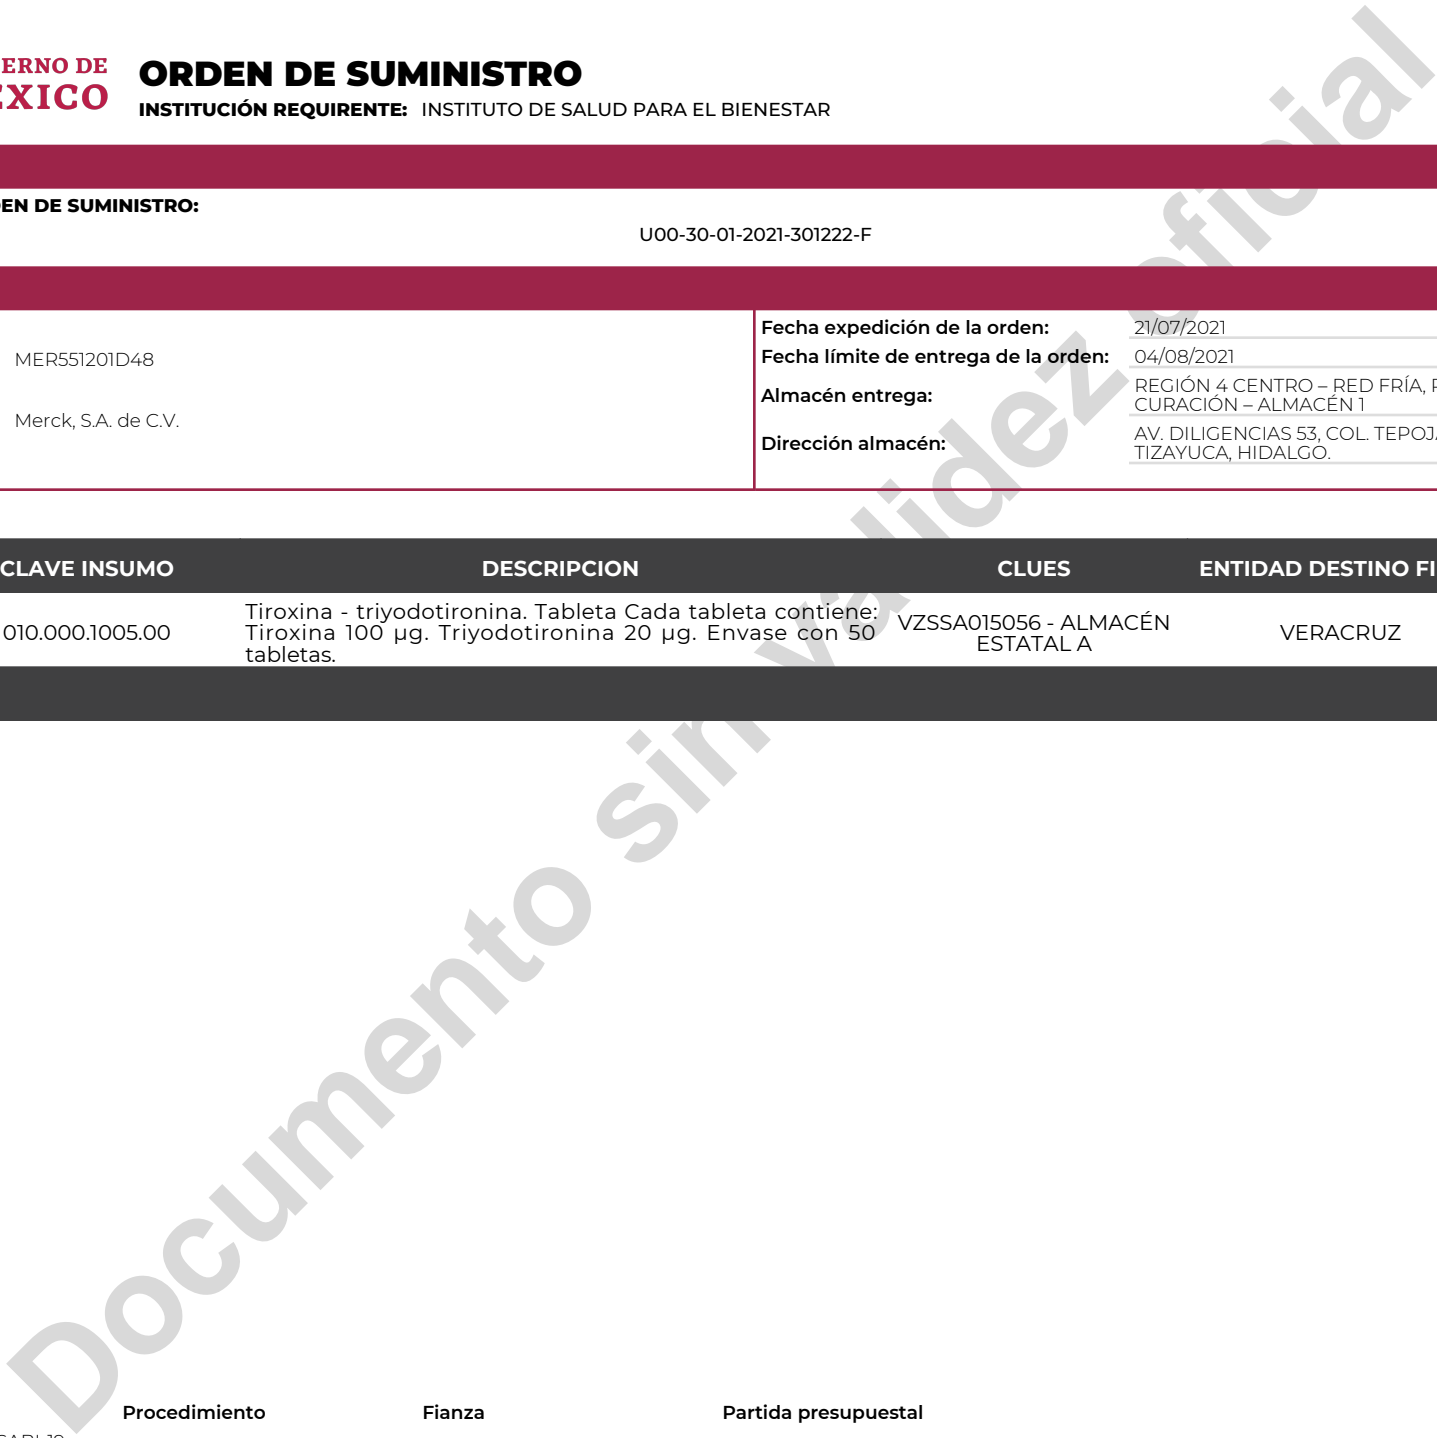 ERNO DE
ORDEN DE SUMINISTRO
XICO
INSTITUCIÓN REQUIRENTE: INSTITUTO DE SALUD PARA EL BIENESTAR
EN DE SUMINISTRO:
U00-30-01-2021-301222-F
MER551201D48
Merck, S.A. de C.V.
Fecha expedición de la orden: 21/07/2021
Fecha límite de entrega de la orden: 04/08/2021
Almacén entrega: REGIÓN 4 CENTRO – RED FRÍA,
CURACIÓN – ALMACÉN 1
Dirección almacén: AV. DILIGENCIAS 53, COL. TEPOJ
TIZAYUCA, HIDALGO.
CLAVE INSUMO DESCRIPCION CLUES ENTIDAD DESTINO FI
010.000.1005.00
Tiroxina - triyodotironina. Tableta Cada tableta contiene:
Tiroxina 100 µg. Triyodotironina 20 µg. Envase con 50
tabletas.
VZSSA015056 - ALMACÉN
ESTATAL A
VERACRUZ
Documento sin validez oficial
Procedimiento Fianza Partida presupuestal